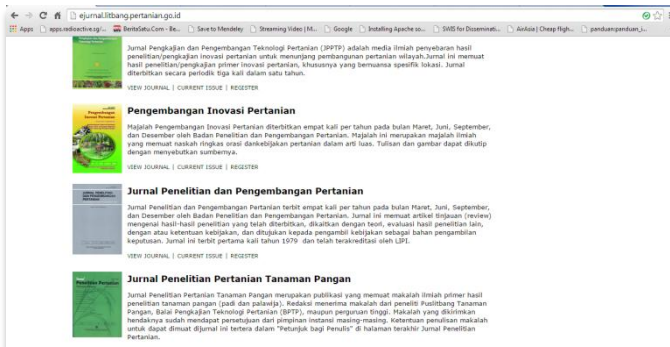 ejurnal.litbang.pertanian.go.id
Apps apps.radioactive.sg/... BeritaSatu.Com - Be... Save to Mendeley Streaming Video | M... Google Installing Apache so... SMS for Disseminati... AirAsia | Cheap fligh... panduan:panduan_i...
Jurnal Pengkajian dan Pengembangan Teknologi Pertanian (JPPTP) adalah media ilmiah penyebaran hasil
penelitian/pengkajian inovasi pertanian untuk menunjang pembangunan pertanian wilayah.Jurnal ini memuat
hasil penelitian/pengkajian primer inovasi pertanian, khususnya yang bernuansa spesifik lokasi. Jurnal
diterbitkan secara periodik tiga kali dalam satu tahun.
VIEW JOURNAL | CURRENT ISSUE | REGISTER
Pengembangan Inovasi Pertanian
Majalah Pengembangan Inovasi Pertanian diterbitkan empat kali per tahun pada bulan Maret, Juni, September,
dan Desember oleh Badan Penelitian dan Pengembangan Pertanian. Majalah ini merupakan majalah ilmiah
yang memuat naskah ringkas orasi dankebijakan pertanian dalam arti luas. Tulisan dan gambar dapat dikutip
dengan menyebutkan sumbernya.
VIEW JOURNAL | CURRENT ISSUE | REGISTER
Jurnal Penelitian dan Pengembangan Pertanian
Jurnal Penelitian dan Pengembangan Pertanian terbit empat kali per tahun pada bulan Maret, Juni, September,
dan Desember oleh Badan Penelitian dan Pengembangan Pertanian. Jurnal ini memuat artikel tinjauan (review)
mengenai hasil-hasil penelitian yang telah diterbitkan, dikaitkan dengan teori, evaluasi hasil penelitian lain,
dengan atau ketentuan kebijakan, dan ditujukan kepada pengambil kebijakan sebagai bahan pengambilan
keputusan. Jurnal ini terbit pertama kali tahun 1979 dan telah terakreditasi oleh LIPI.
VIEW JOURNAL | CURRENT ISSUE | REGISTER
Jurnal Penelitian Pertanian Tanaman Pangan
Jurnal Penelitian Pertanian Tanaman Pangan merupakan publikasi yang memuat makalah ilmiah primer hasil
penelitian tanaman pangan (padi dan palawija). Redaksi menerima makalah dari peneliti Puslitbang Tanaman
Pangan, Balai Pengkajian Teknologi Pertanian (BPTP), maupun perguruan tinggi. Makalah yang dikirimkan
hendaknya sudah mendapat persetujuan dari pimpinan instansi masing-masing. Ketentuan penulisan makalah
untuk dapat dimuat dijurnal ini tertera dalam "Petunjuk bagi Penulis" di halaman terakhir Jurnal Penelitian
Pertanian.